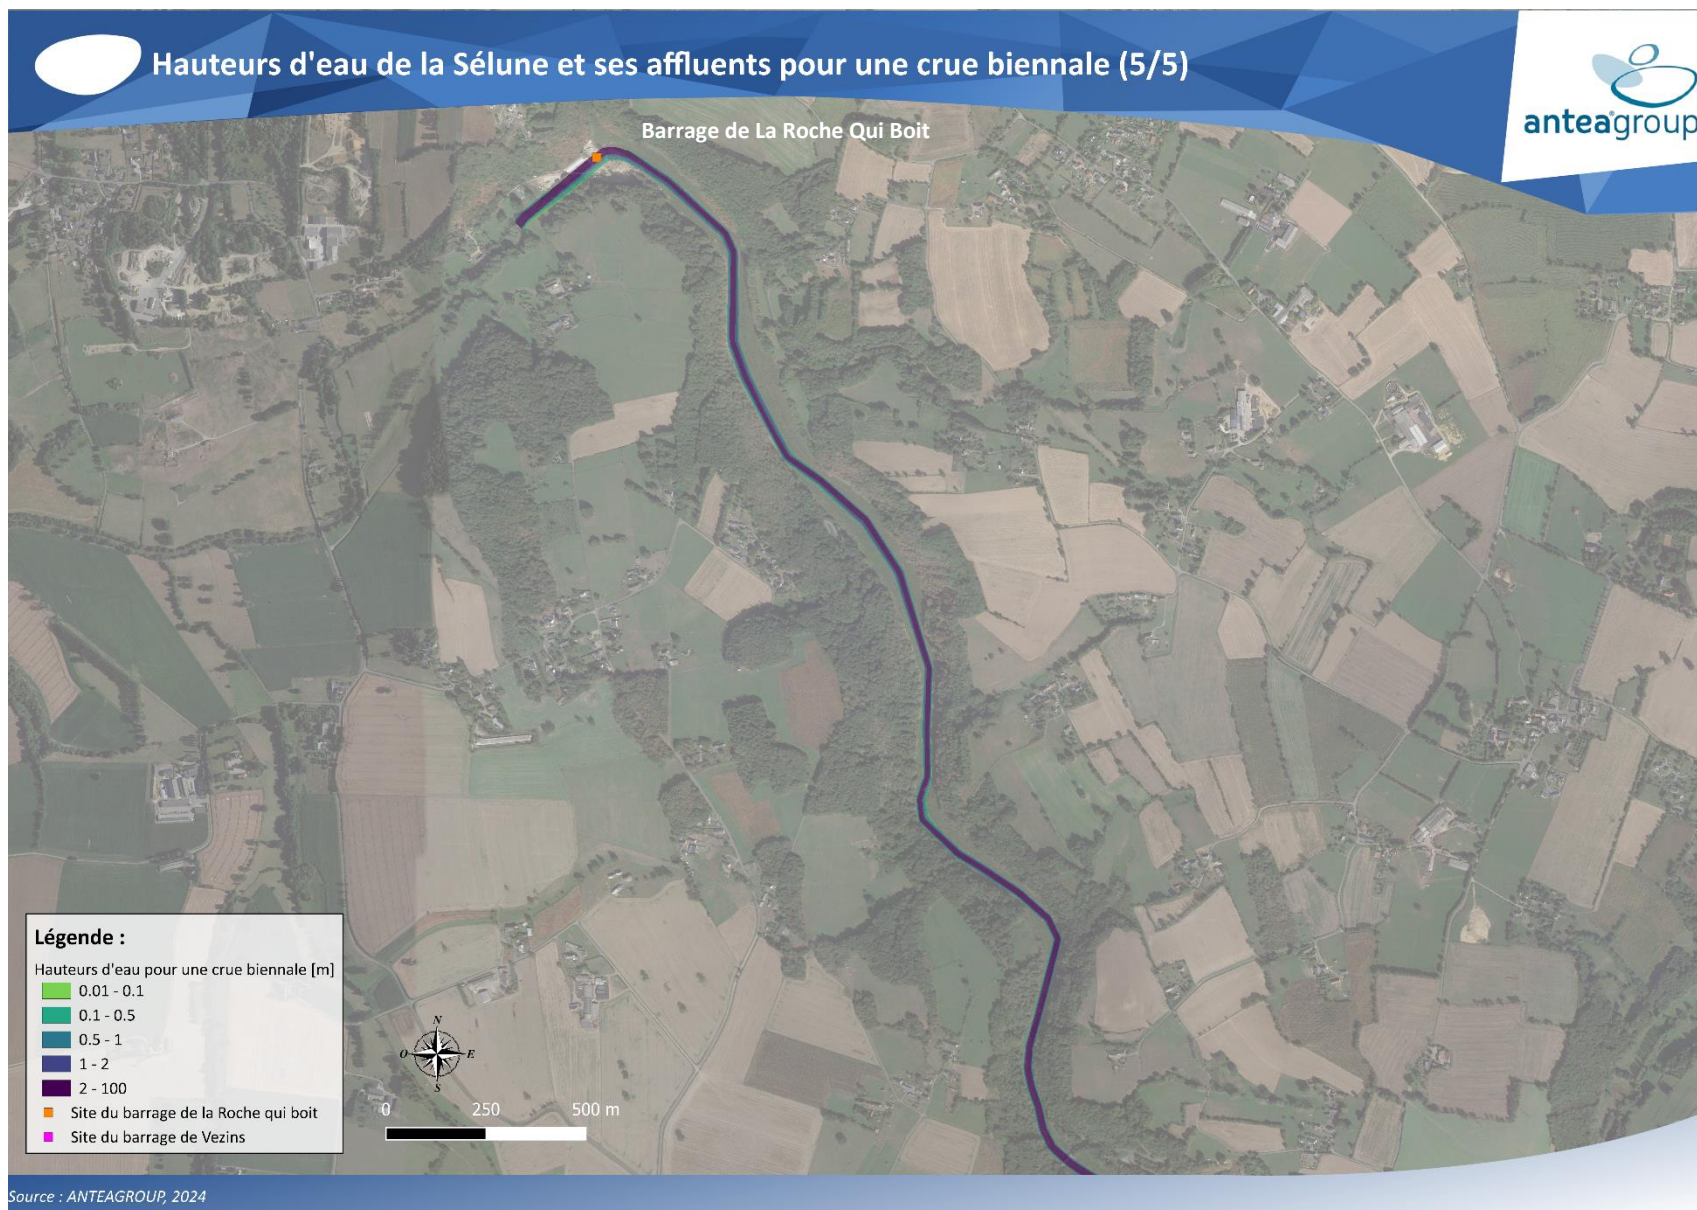 Hauteurs d'eau de la Sélune et ses affluents pour une crue biennale (5/5)
anteagroup
Barrage de La Roche Qui Boit
Légende :
Hauteurs d'eau pour une crue biennale [m]
0.01 - 0.1
0.1 - 0.5
0.5 - 1
1 - 2
2 - 100
Site du barrage de la Roche qui boit
Site du barrage de Vezins
N
O E
S
0 250 500 m
Source : ANTEAGROUP, 2024